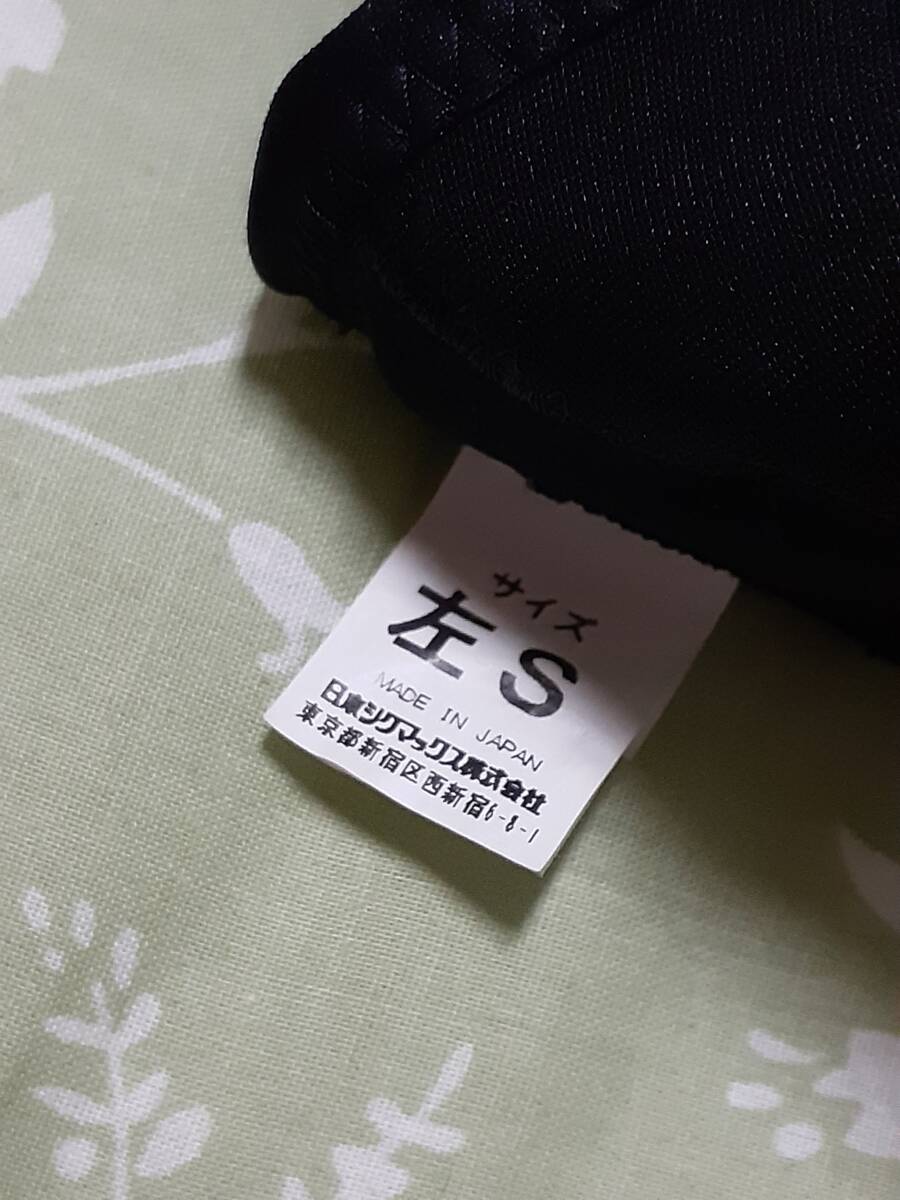 サイズ
左 S
MADE IN JAPAN
日東シグマックス株式会社
東京都新宿区西新宿6-8-1